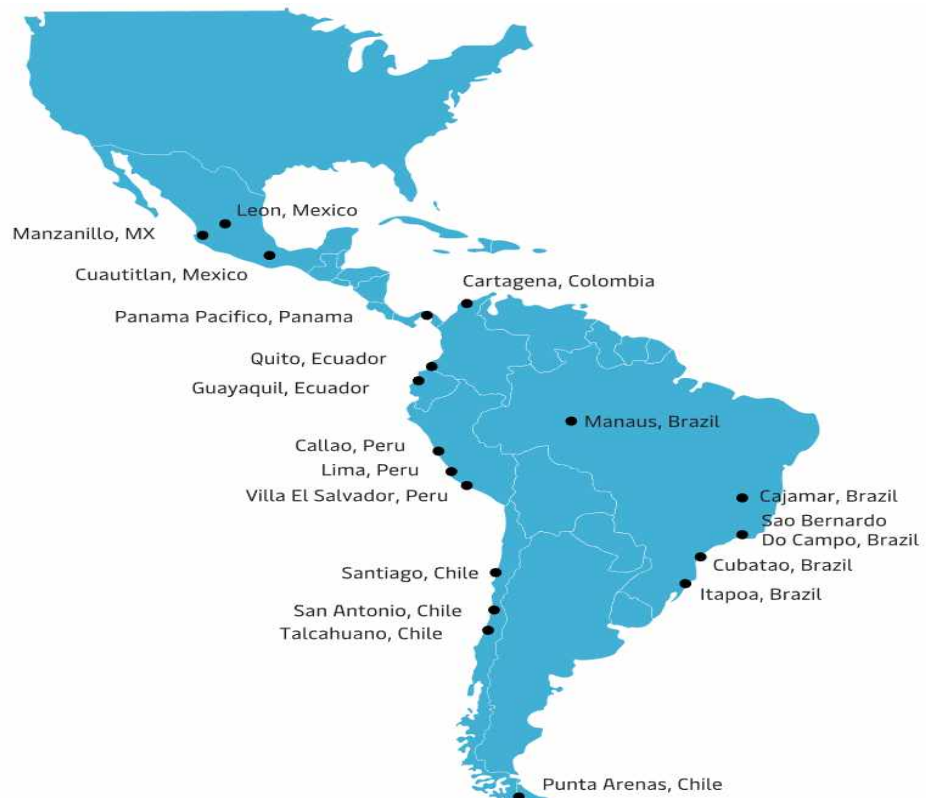 Leon, Mexico
Manzanillo, MX
Cuautitlan, Mexico
Cartagena, Colombia
Panama Pacifico, Panama
Quito, Ecuador
Guayaquil, Ecuador
Manaus, Brazil
Callao, Peru
Lima, Peru
Villa El Salvador, Peru
Cajamar, Brazil
Sao Bernardo
Do Campo, Brazil
Cubatao, Brazil
Santiago, Chile
Itapoa, Brazil
San Antonio, Chile
Talcahuano, Chile
Punta Arenas, Chile